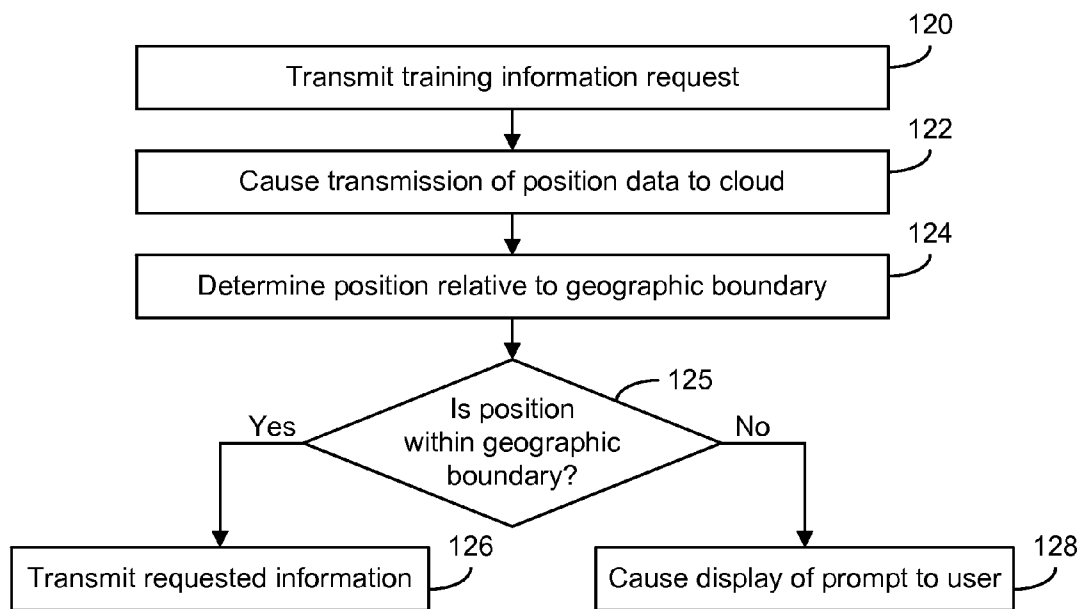 120
Transmit training information request
122
Cause transmission of position data to cloud
124
Determine position relative to geographic boundary
125
Is position
within geographic
boundary?
Yes
No
126
Transmit requested information
128
Cause display of prompt to user